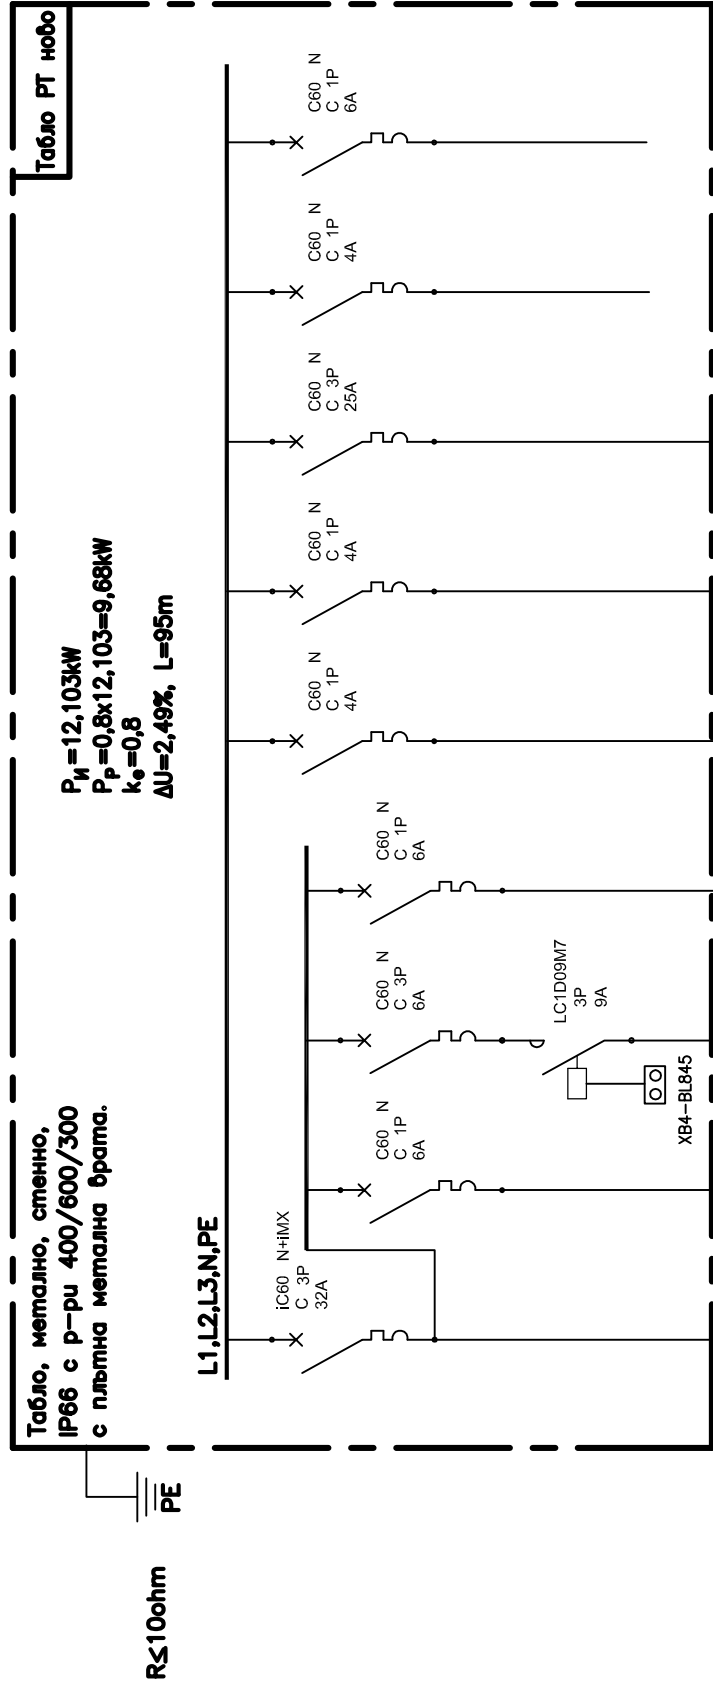 Табло, метално, стенно,
IP66 с р-ри 400/600/300
с плътна метална врата.
Табло РТ ново
PИ=12,103kW
PР=0,8x12,103=9,68kW
kе=0,8
ΔU=2,49%, L=95m
R≤10ohm
PE
L1,L2,L3,N,PE
iC60 N+iMX
C 3P
32A
C60 N
C 1P
6A
C60 N
C 3P
6A
C60 N
C 1P
6A
C60 N
C 1P
4A
C60 N
C 1P
4A
C60 N
C 3P
25A
C60 N
C 1P
4A
C60 N
C 1P
6A
LC1D09M7
3P
9A
XB4-BL845